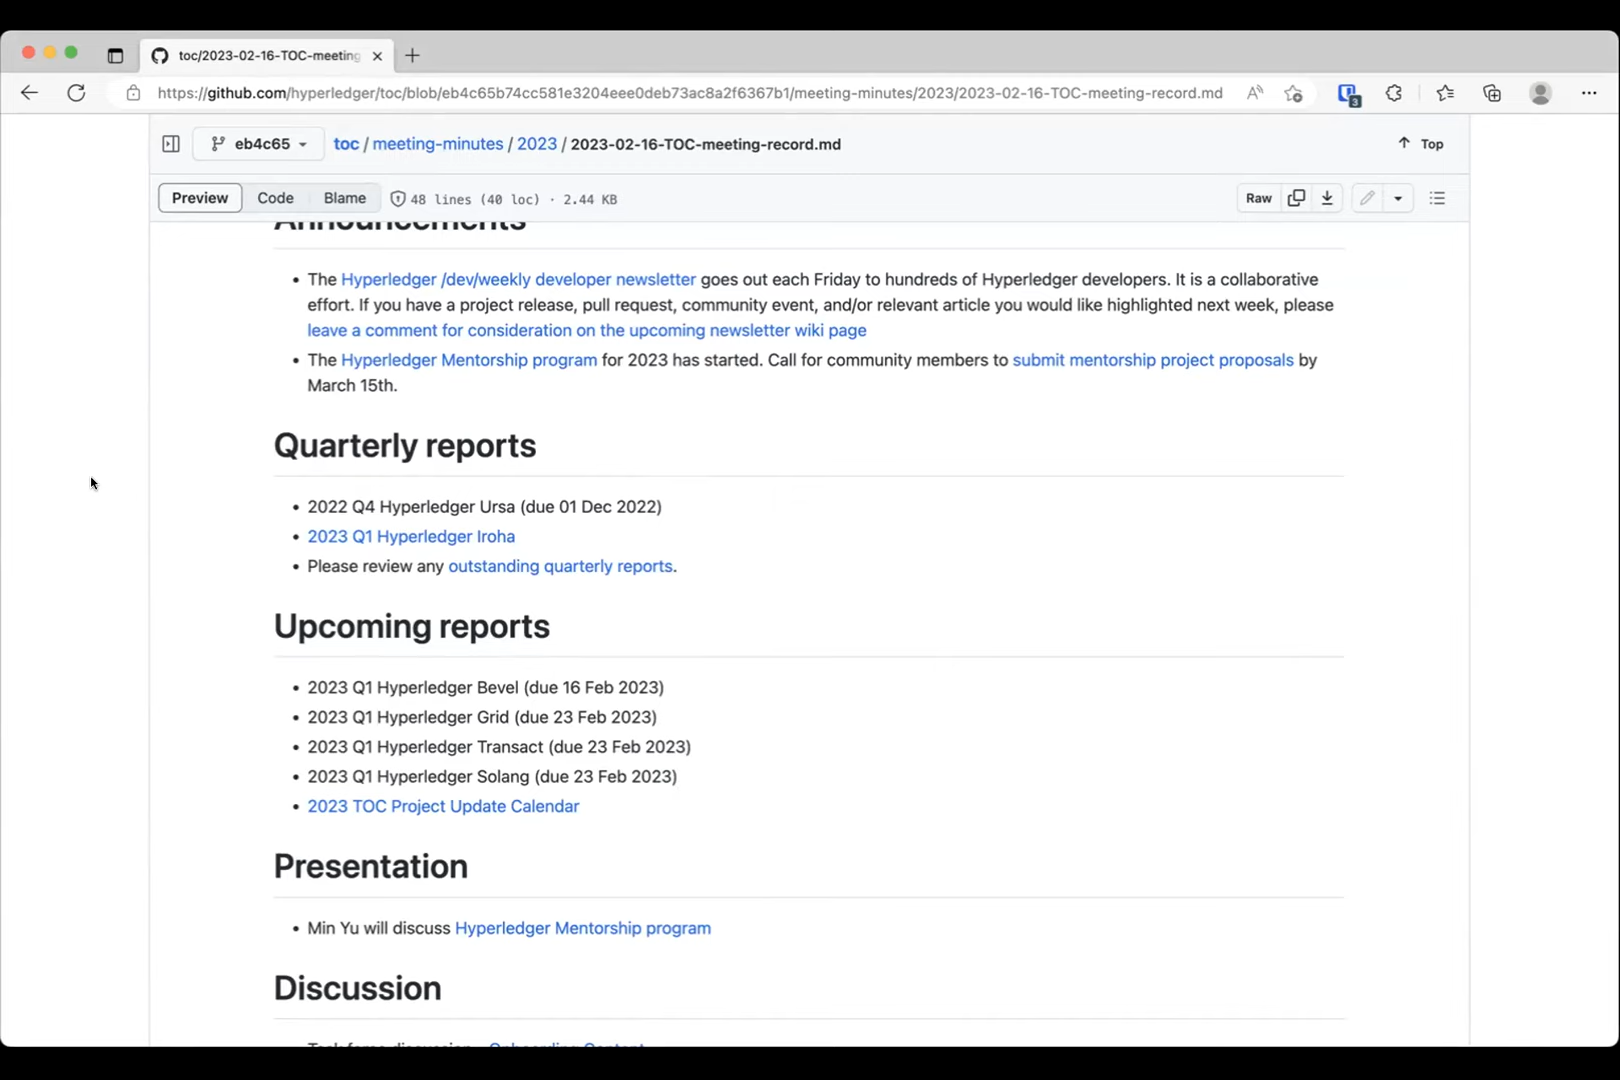 toc/2023-02-16-TOC-meeting
https://github.com/hyperledger/toc/blob/eb4c65b74cc581e3204eee0deb73ac8a2f6367b1/meeting-minutes/2023/2023-02-16-TOC-meeting-record.md
3
eb4c65 toc / meeting-minutes / 2023 / 2023-02-16-TOC-meeting-record.md Top
Preview Code Blame 48 lines (40 loc) · 2.44 KB Raw
Announcements
• The Hyperledger /dev/weekly developer newsletter goes out each Friday to hundreds of Hyperledger developers. It is a collaborative
effort. If you have a project release, pull request, community event, and/or relevant article you would like highlighted next week, please
leave a comment for consideration on the upcoming newsletter wiki page
• The Hyperledger Mentorship program for 2023 has started. Call for community members to submit mentorship project proposals by
March 15th.
Quarterly reports
• 2022 Q4 Hyperledger Ursa (due 01 Dec 2022)
• 2023 Q1 Hyperledger Iroha
• Please review any outstanding quarterly reports.
Upcoming reports
• 2023 Q1 Hyperledger Bevel (due 16 Feb 2023)
• 2023 Q1 Hyperledger Grid (due 23 Feb 2023)
• 2023 Q1 Hyperledger Transact (due 23 Feb 2023)
• 2023 Q1 Hyperledger Solang (due 23 Feb 2023)
• 2023 TOC Project Update Calendar
Presentation
• Min Yu will discuss Hyperledger Mentorship program
Discussion
Task force discussion - Onboarding Content